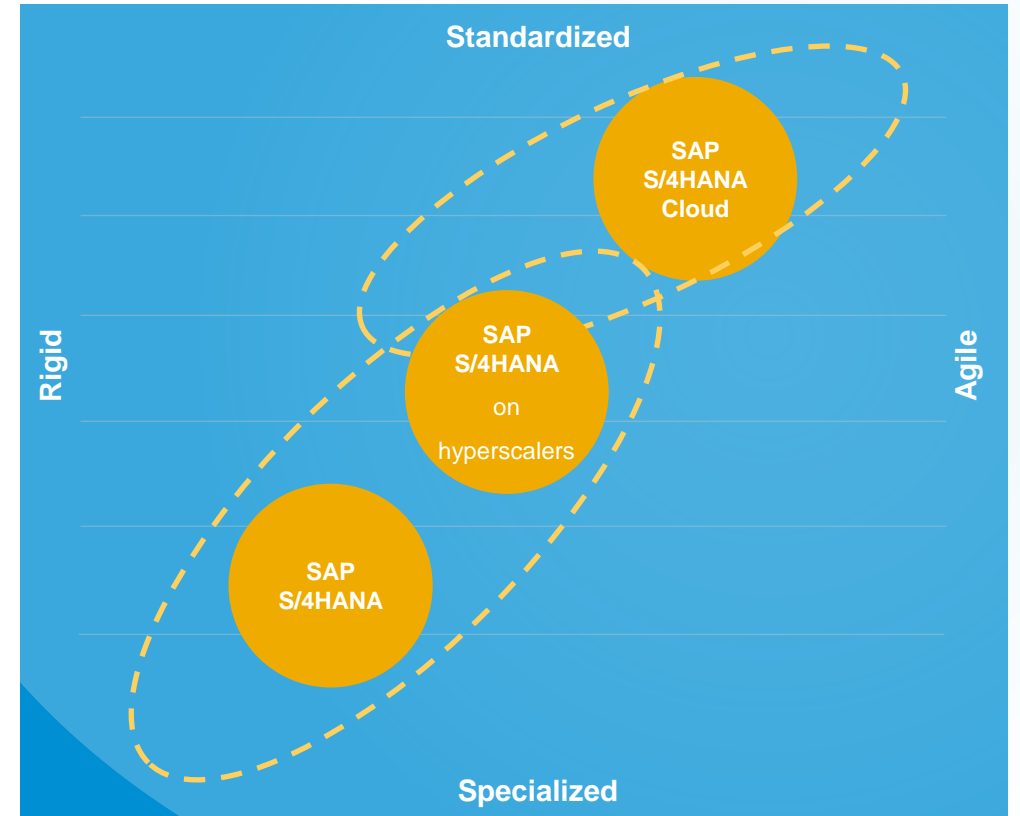 Standardized
SAP
S/4HANA
Cloud
Rigid
SAP
S/4HANA
on
hyperscalers
Agile
SAP
S/4HANA
Specialized